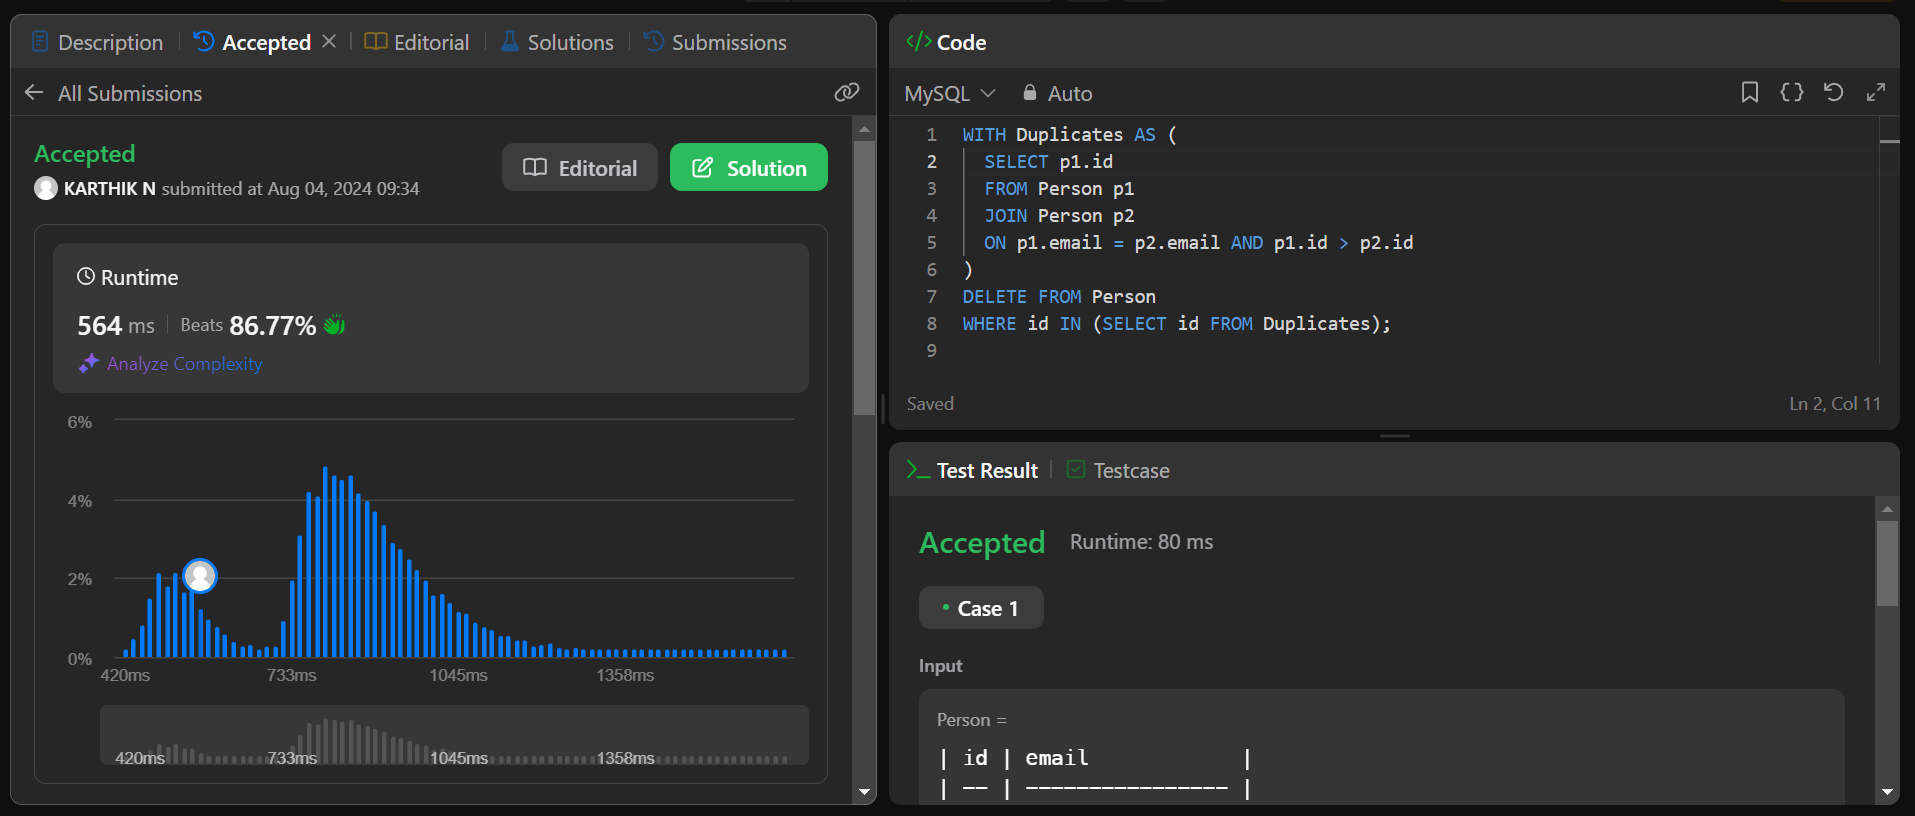 Description Accepted Editorial Solutions Submissions
All Submissions
Accepted
KARTHIK N submitted at Aug 04, 2024 09:34
Editorial
Solution
Runtime
564 ms Beats 86.77%
Analyze Complexity
6%
4%
2%
0%
420ms 733ms 1045ms 1358ms
420ms 733ms 1045ms 1358ms
</> Code
MySQL Auto
1 WITH Duplicates AS (
2 SELECT p1.id
3 FROM Person p1
4 JOIN Person p2
5 ON p1.email = p2.email AND p1.id > p2.id
6 )
7 DELETE FROM Person
8 WHERE id IN (SELECT id FROM Duplicates);
9
Saved Ln 2, Col 11
Test Result Testcase
Accepted Runtime: 80 ms
• Case 1
Input
Person =
| id | email |
| -- | ---------------- |